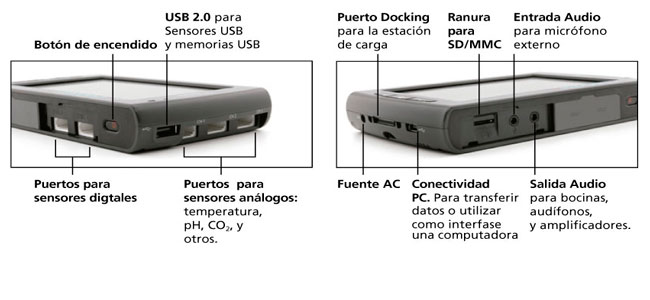 Botón de encendido
USB 2.0 para
Sensores USB
y memorias USB
Puertos para
sensores digtales
Puertos para
sensores análogos:
temperatura,
pH, CO₂, y
otros.
Puerto Docking
para la estación
de carga
Ranura
para
SD/MMC
Entrada Audio
para micrófono
externo
Fuente AC
Conectividad
PC. Para transferir
datos o utilizar
como interfase
una computadora
Salida Audio
para bocinas,
audífonos,
y amplificadores.